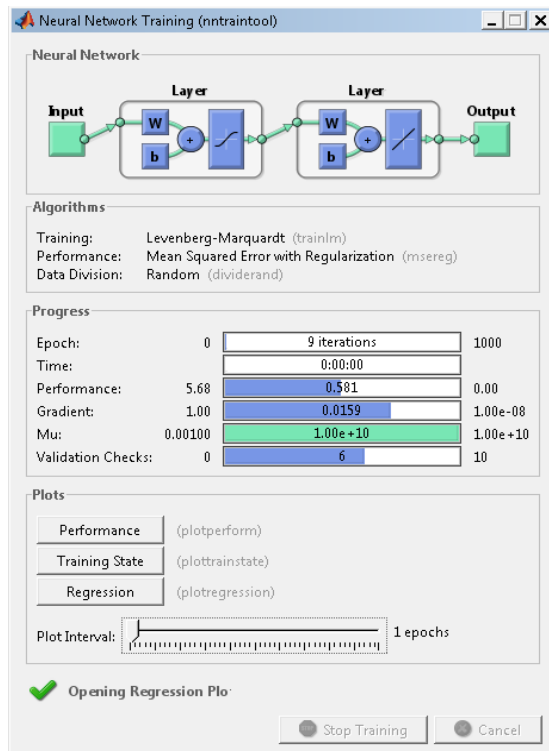 Neural Network Training (nntraintool)
Neural Network
Layer Layer
Input Output
W W
+ +
b b
Algorithms
Training: Levenberg-Marquardt (trainlm)
Performance: Mean Squared Error with Regularization (msereg)
Data Division: Random (dividerand)
Progress
Epoch: 0 9 iterations 1000
Time: 0:00:00
Performance: 5.68 0.581 0.00
Gradient: 1.00 0.0159 1.00e-08
Mu: 0.00100 1.00e+10 1.00e+10
Validation Checks: 0 6 10
Plots
Performance (plotperform)
Training State (plottrainstate)
Regression (plotregression)
Plot Interval: 1 epochs
Opening Regression Plo
Stop Training Cancel